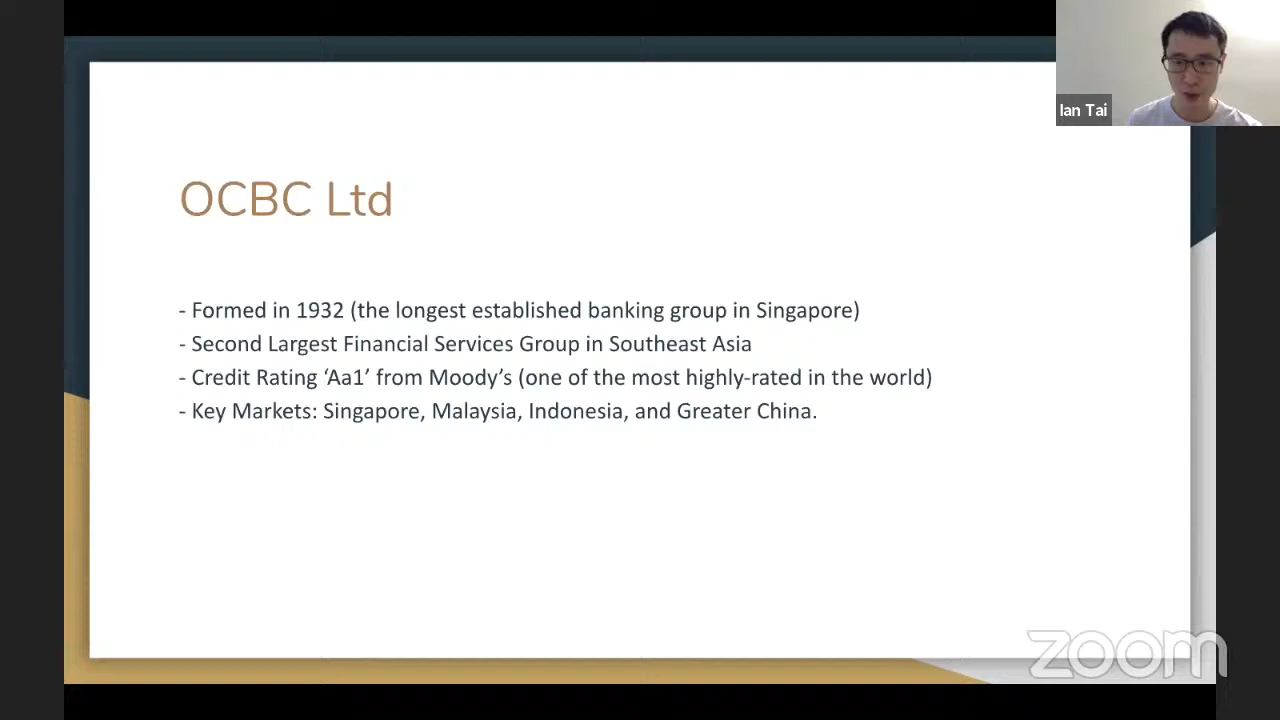 Ian Tai
OCBC Ltd
- Formed in 1932 (the longest established banking group in Singapore)
- Second Largest Financial Services Group in Southeast Asia
- Credit Rating ‘Aa1’ from Moody’s (one of the most highly-rated in the world)
- Key Markets: Singapore, Malaysia, Indonesia, and Greater China.
zoom